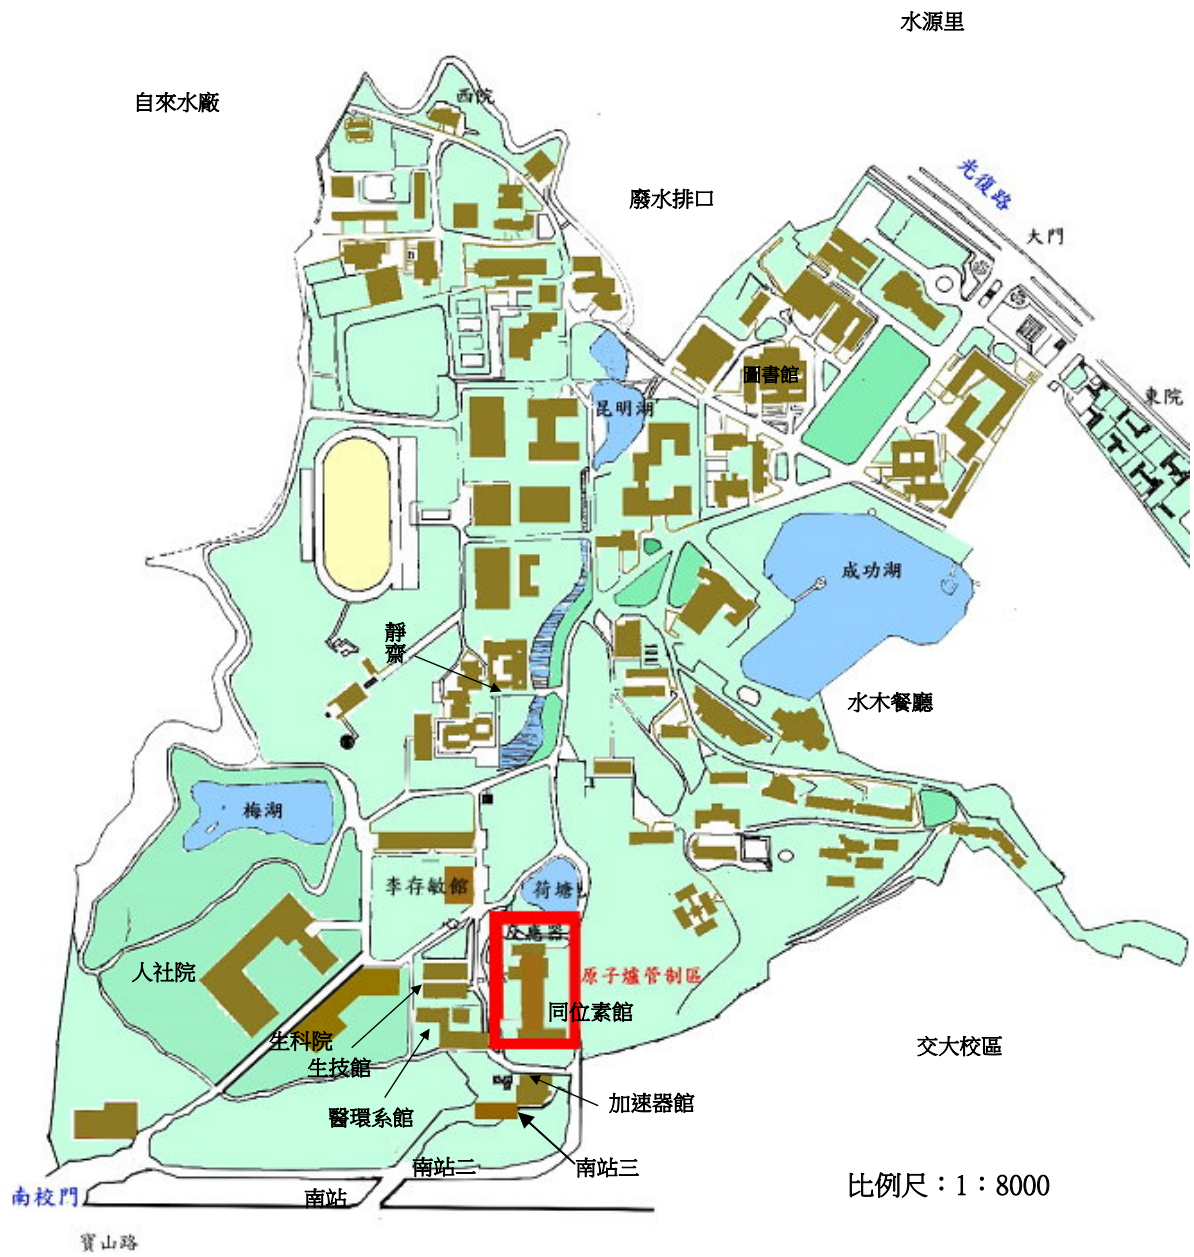 水源里
自來水廠
西院
廢水排口
光復路
大門
圖書館
東院
昆明湖
成功湖
靜齋
水木餐廳
梅湖
李存敏館
荷塘
反應器
人社院
原子爐管制區
同位素館
生科院
生技館
交大校區
醫環系館
加速器館
南站二
南站三
南校門
南站
比例尺：1：8000
寶山路